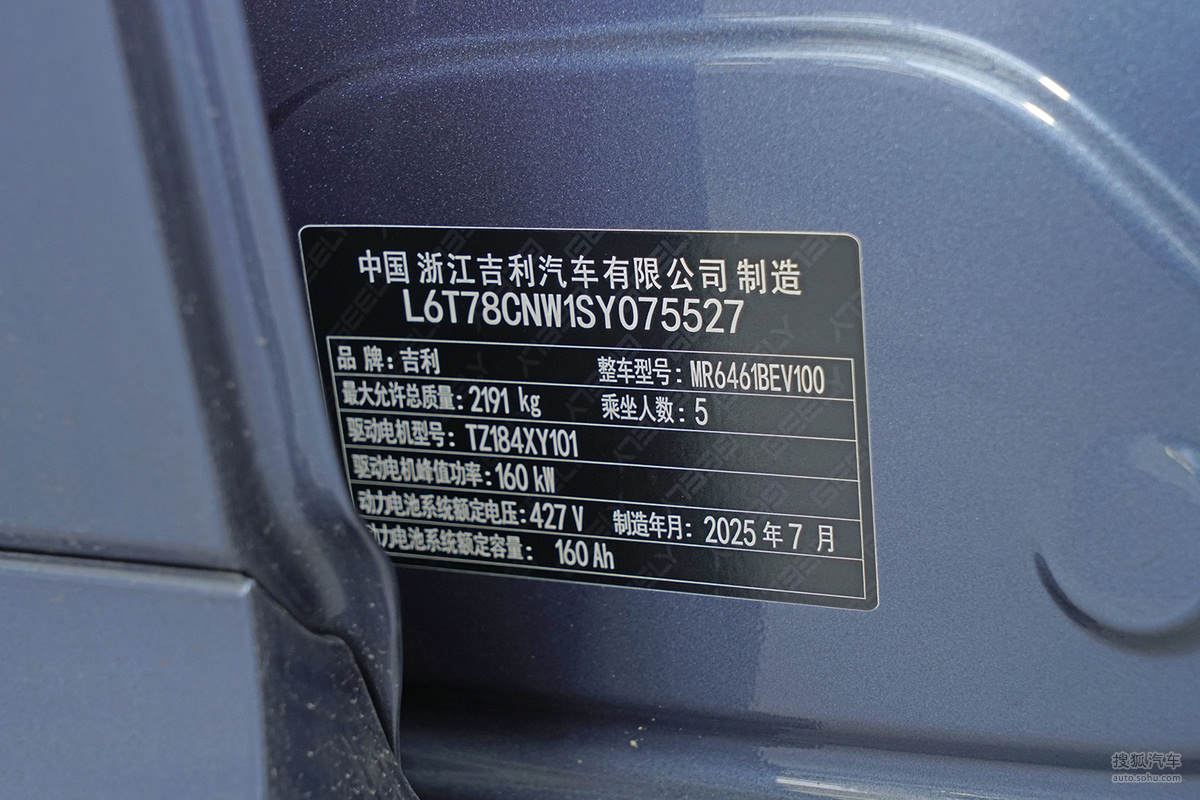 中国 浙江吉利汽车有限公司 制造
L6T78CNW1SY075527
品 牌：吉利 整车型号：MR6461BEV100
最大允许总质量：2191 kg 乘坐人数：5
驱动电机型号：TZ184XY101
驱动电机峰值功率：160 kW
动力电池系统额定电压：427 V 制造年月：2025 年 7 月
动力电池系统额定容量： 160 Ah
搜狐汽车
auto.sohu.com